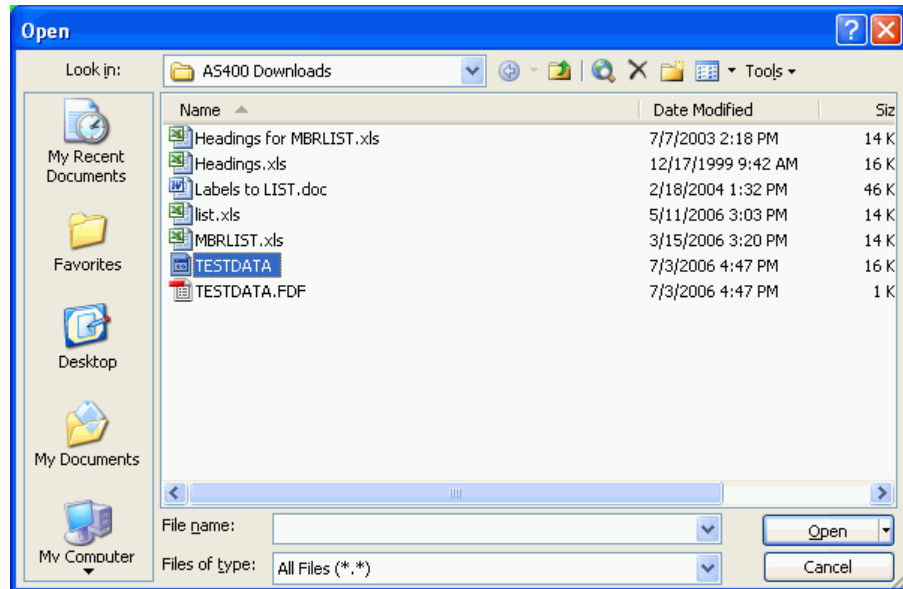 Open
Look in: AS400 Downloads Tools
Name Date Modified Siz
Headings for MBRLIST.xls 7/7/2003 2:18 PM 14 K
Headings.xls 12/17/1999 9:42 AM 16 K
Labels to LIST.doc 2/18/2004 1:32 PM 46 K
list.xls 5/11/2006 3:03 PM 14 K
MBRLIST.xls 3/15/2006 3:20 PM 14 K
TESTDATA 7/3/2006 4:47 PM 16 K
TESTDATA.FDF 7/3/2006 4:47 PM 1 K
My Recent
Documents
Favorites
Desktop
My Documents
My Computer
File name: Open
Files of type: All Files (*.*) Cancel